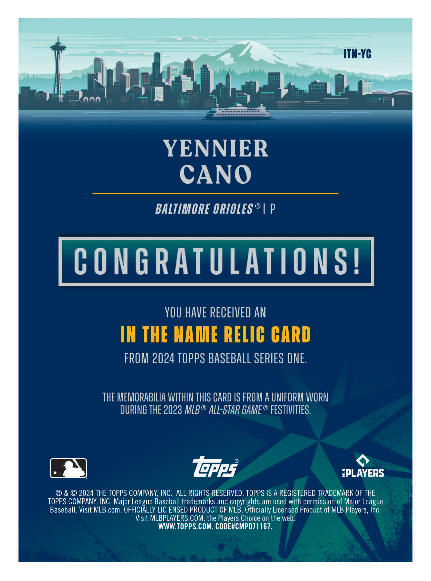 ITN-YC
YENNIER
CANO
BALTIMORE ORIOLES® | P
CONGRATULATIONS!
YOU HAVE RECEIVED AN
IN THE NAME RELIC CARD
FROM 2024 TOPPS BASEBALL SERIES ONE.
THE MEMORABILIA WITHIN THIS CARD IS FROM A UNIFORM WORN
DURING THE 2023 MLB® ALL-STAR GAME® FESTIVITIES.
topps® PLAYERS
® & © 2024 THE TOPPS COMPANY, INC. ALL RIGHTS RESERVED. TOPPS IS A REGISTERED TRADEMARK OF THE
TOPPS COMPANY, INC. Major League Baseball trademarks and copyrights are used with permission of Major League
Baseball. Visit MLB.com. OFFICIALLY LICENSED PRODUCT OF MLB. Officially Licensed Product of MLB Players, Inc.
Visit MLBPLAYERS.COM, the Players Choice on the web.
WWW.TOPPS.COM. CODE#CMP071167.